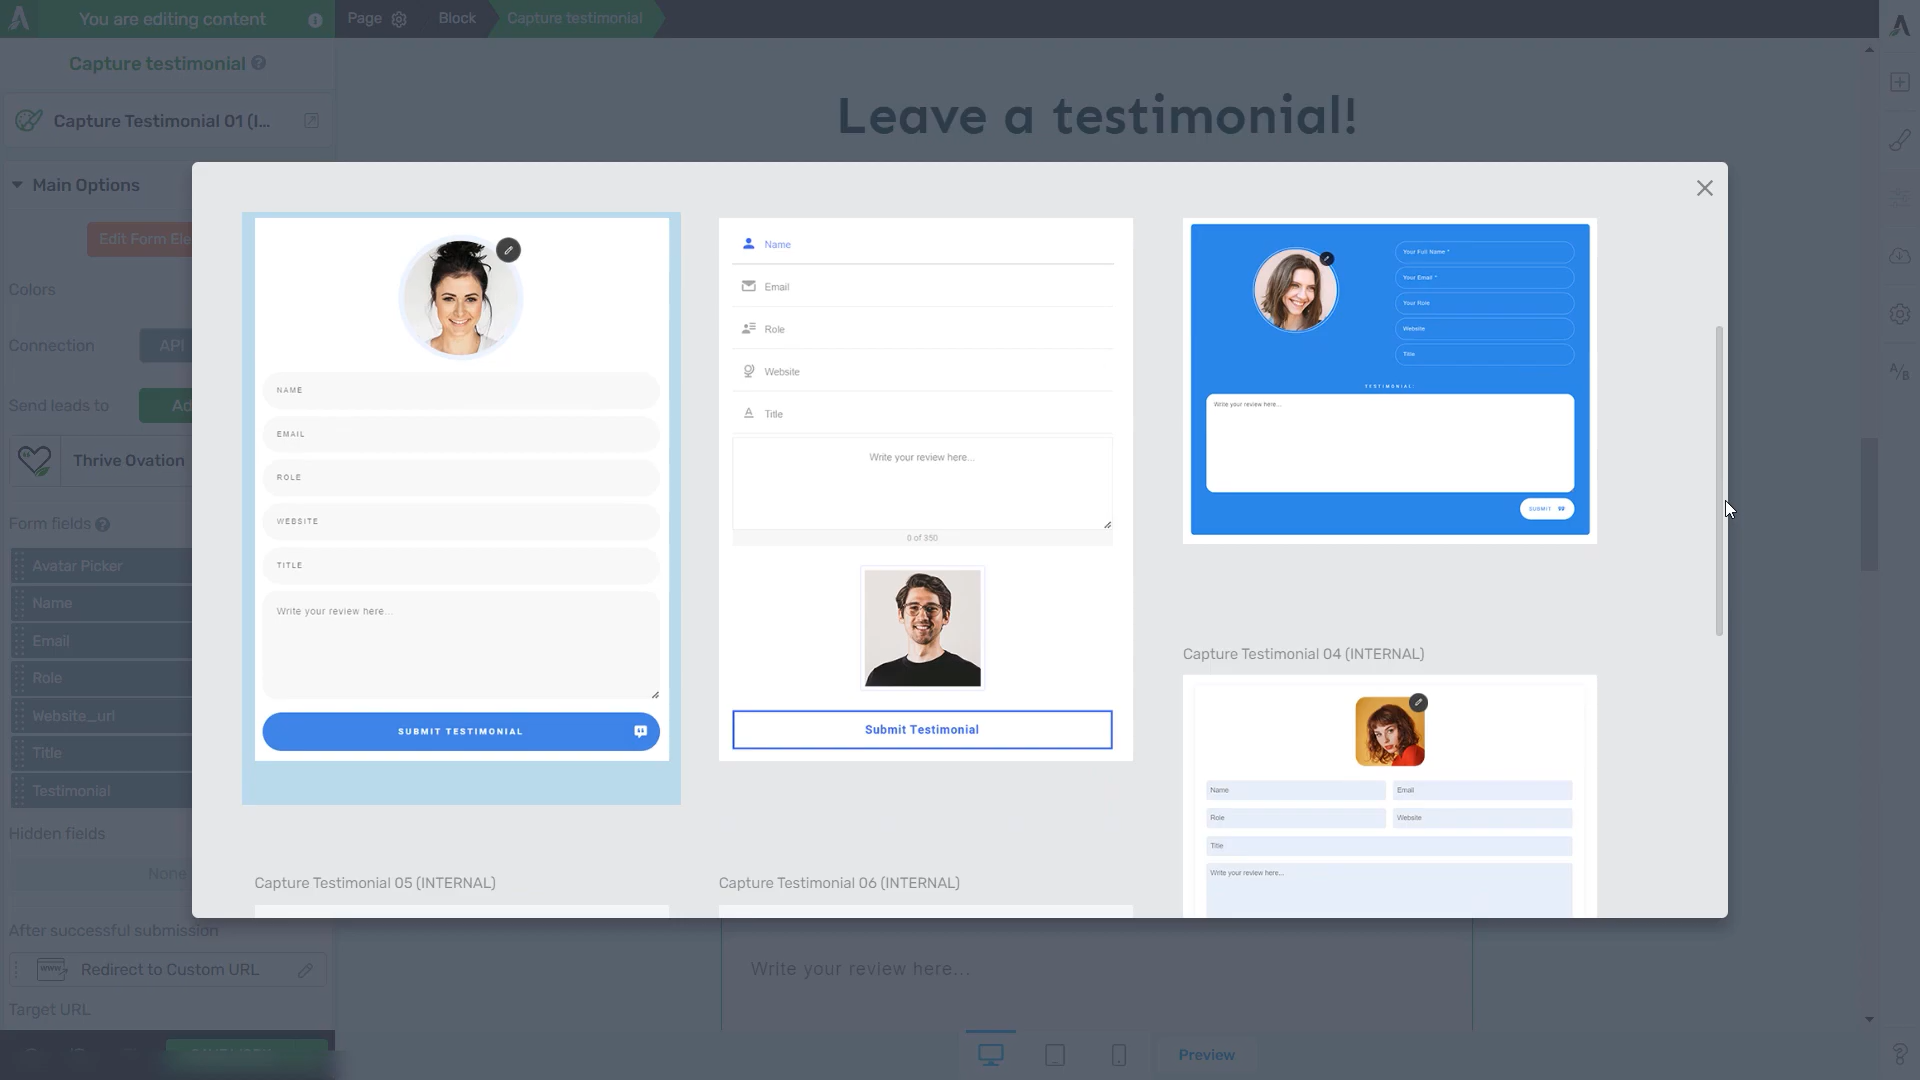 You are editing content
Page
Block
Capture testimonial
Capture testimonial
Capture Testimonial 01 (I...
Leave a testimonial!
Main Options
Edit Form Ele
Colors
Connection
API
Send leads to
Ad
Thrive Ovation
Form fields
Avatar Picker
Name
Email
Role
Website_url
Title
Testimonial
Hidden fields
None
After successful submission
Redirect to Custom URL
Target URL
NAME
EMAIL
ROLE
WEBSITE
TITLE
Write your review here...
SUBMIT TESTIMONIAL
Name
Email
Role
Website
Title
Write your review here...
0 of 350
Submit Testimonial
Your Full Name *
Your Email *
Your Role
Website
Title
TESTIMONIAL:
Write your review here...
SUBMIT
Capture Testimonial 04 (INTERNAL)
Name
Email
Role
Website
Title
Write your review here...
Capture Testimonial 05 (INTERNAL)
Capture Testimonial 06 (INTERNAL)
Write your review here...
Preview
A/B